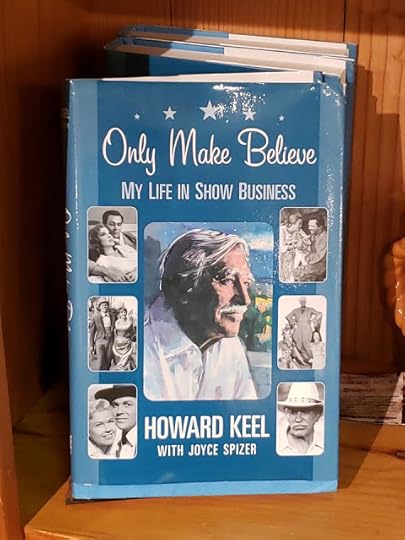 Only Make Believe
MY LIFE IN SHOW BUSINESS
HOWARD KEEL
WITH JOYCE SPIZER